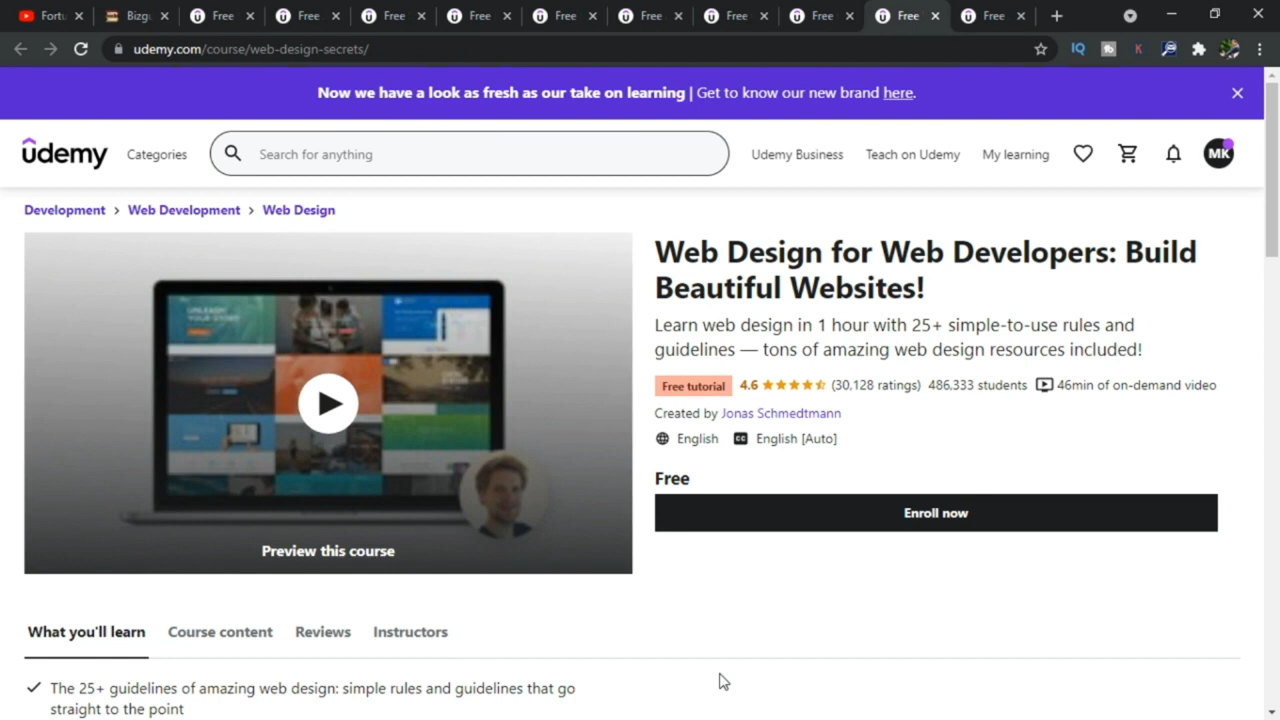 Fortu
Bizgu
Free
Free
Free
Free
Free
Free
Free
Free
Free
Free
udemy.com/course/web-design-secrets/
IQ
K
Now we have a look as fresh as our take on learning | Get to know our new brand here.
udemy
Categories
Search for anything
Udemy Business
Teach on Udemy
My learning
MK
Development > Web Development > Web Design
Web Design for Web Developers: Build
Beautiful Websites!
Learn web design in 1 hour with 25+ simple-to-use rules and
guidelines — tons of amazing web design resources included!
Free tutorial 4.6 (30,128 ratings) 486,333 students 46min of on-demand video
Created by Jonas Schmedtmann
English CC English [Auto]
Free
Enroll now
Preview this course
What you'll learn
Course content
Reviews
Instructors
The 25+ guidelines of amazing web design: simple rules and guidelines that go
straight to the point